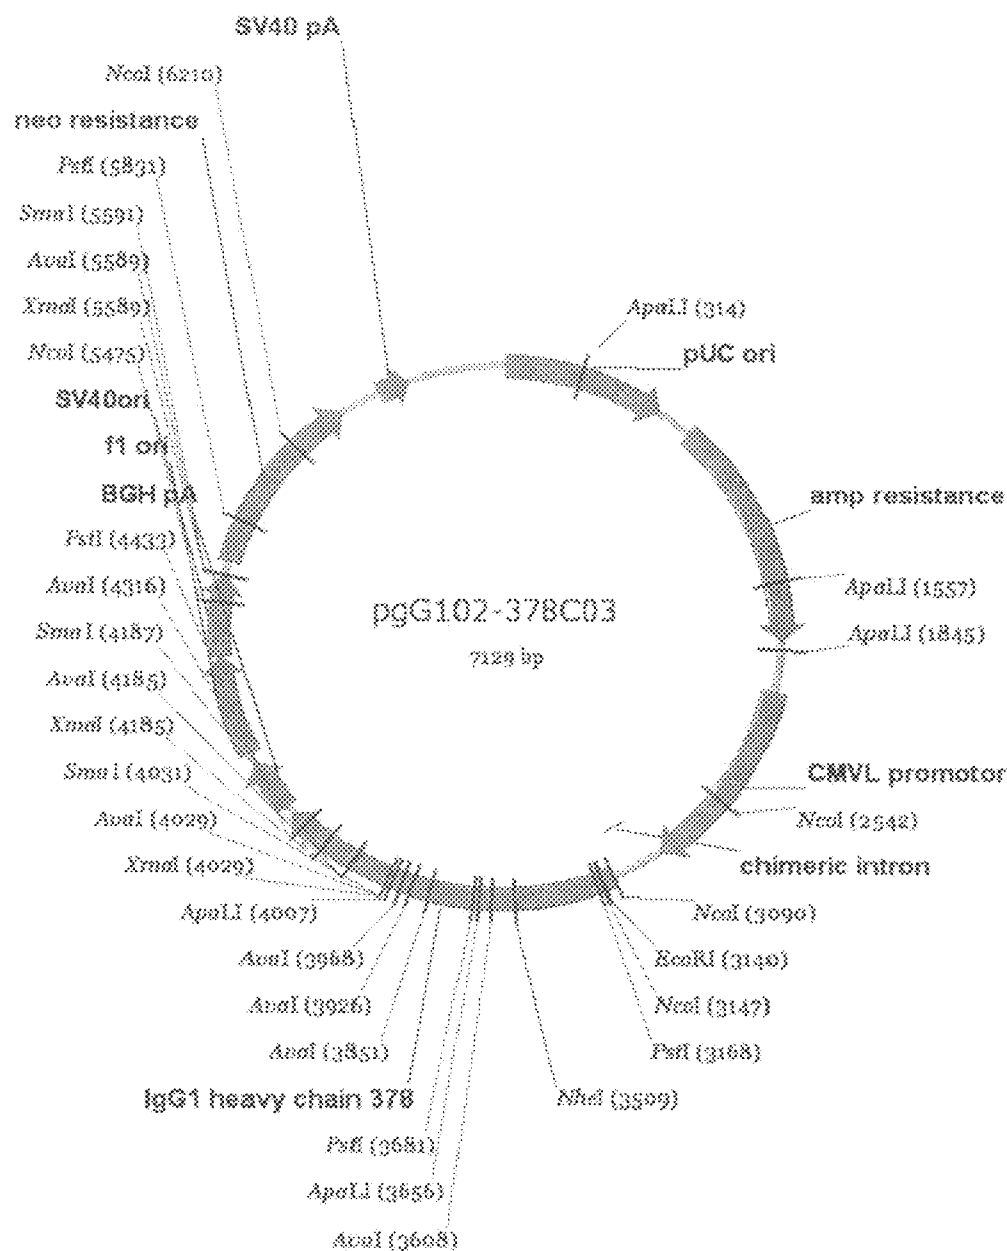 SV40 pA
NcoI (6210)
neo resistance
PstI (5831)
SmaI (5591)
AvaI (5589)
XmaI (5589)
NcoI (5475)
SV40ori
f1 ori
BGH pA
PstI (4433)
AvaI (4316)
SmaI (4187)
AvaI (4185)
XmaI (4185)
SmaI (4031)
AvaI (4029)
XmaI (4029)
ApaLI (4007)
AvaI (3968)
AvaI (3926)
AvaI (3851)
IgG1 heavy chain 378
PstI (3681)
ApaLI (3656)
AvaI (3608)
ApaLI (314)
pUC ori
amp resistance
ApaLI (1557)
ApaLI (1845)
CMVL promotor
NcoI (2542)
chimeric intron
NcoI (3090)
EcoRI (3140)
NcoI (3147)
PstI (3168)
NheI (3509)
pgG102-378C03
7129 bp